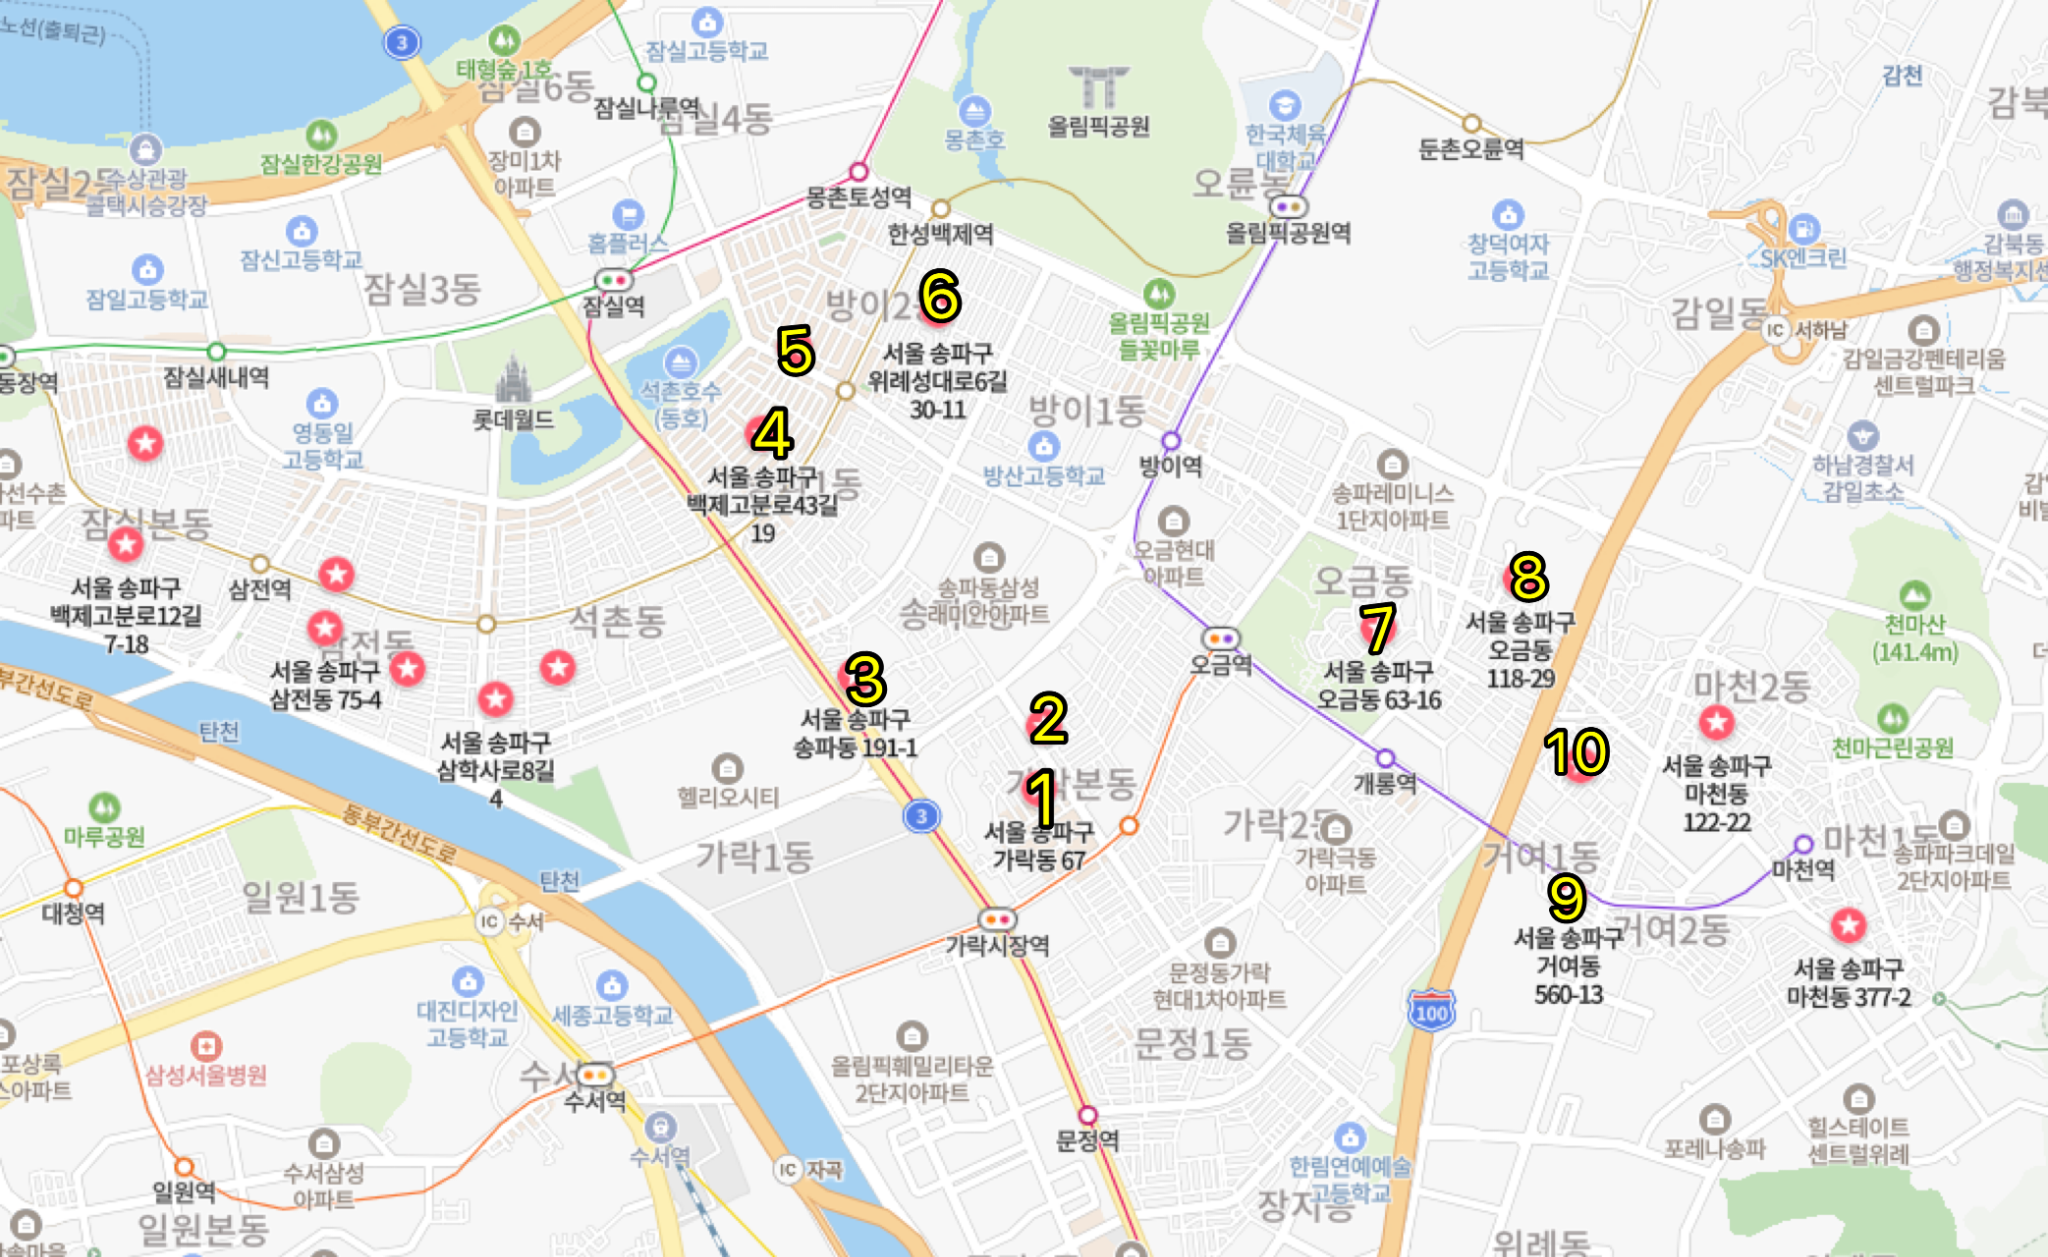 노선(출퇴근)
3
태형숲 1호
잠실6동
잠실고등학교
잠실나루역
잠실4동
장미1차
아파트
잠실한강공원
수상관광
콜택시승강장
몽촌호
올림픽공원
한국체육
대학교
둔촌오륜역
감천
감북
잠실2동
잠신고등학교
잠일고등학교
잠실3동
홈플러스
잠실역
몽촌토성역
한성백제역
오륜동
올림픽공원역
창덕여자
고등학교
SK엔크린
감북동
행정복지센
감일동
IC 서하남
감일금강펜테리움
센트럴파크
방이2
6
서울 송파구
위례성대로6길
30-11
올림픽공원
들꽃마루
5
석촌호수
(동호)
동장역
잠실새내역
영동일
고등학교
롯데월드
4
서울 송파구
백제고분로43길
19
1동
방이1동
방산고등학교
방이역
송파레미니스
1단지아파트
하남경찰서
감일초소
선수촌
파트
잠실본동
서울 송파구
백제고분로12길
7-18
삼전역
삼전동
서울 송파구
삼전동 75-4
석촌동
송파동삼성
래미안아파트
오금현대
아파트
오금동
7
서울 송파구
오금동 63-16
8
서울 송파구
오금동
118-29
천마산
(141.4m)
오금역
3
서울 송파구
송파동 191-1
2
1
가락본동
서울 송파구
가락동 67
마천2동
서울 송파구
마천동
122-22
천마근린공원
10
개롱역
부간선도로
탄천
서울 송파구
삼학사로8길
4
헬리오시티
3
마루공원
동부간선도로
가락1동
가락2동
가락극동
아파트
거여1동
마천역
마천1동
송파파크데일
2단지아파트
9
서울 송파구
거여동
560-13
거여2동
서울 송파구
마천동 377-2
대청역
일원1동
탄천
IC 수서
가락시장역
문정동가락
현대1차아파트
100
대진디자인
고등학교
세종고등학교
포상록
스아파트
삼성서울병원
올림픽훼밀리타운
2단지아파트
문정1동
수서역
수서역
문정역
포레나송파
힐스테이트
센트럴위례
한림연예예술
고등학교
장지동
IC 자곡
수서삼성
아파트
일원역
일원본동
위례동